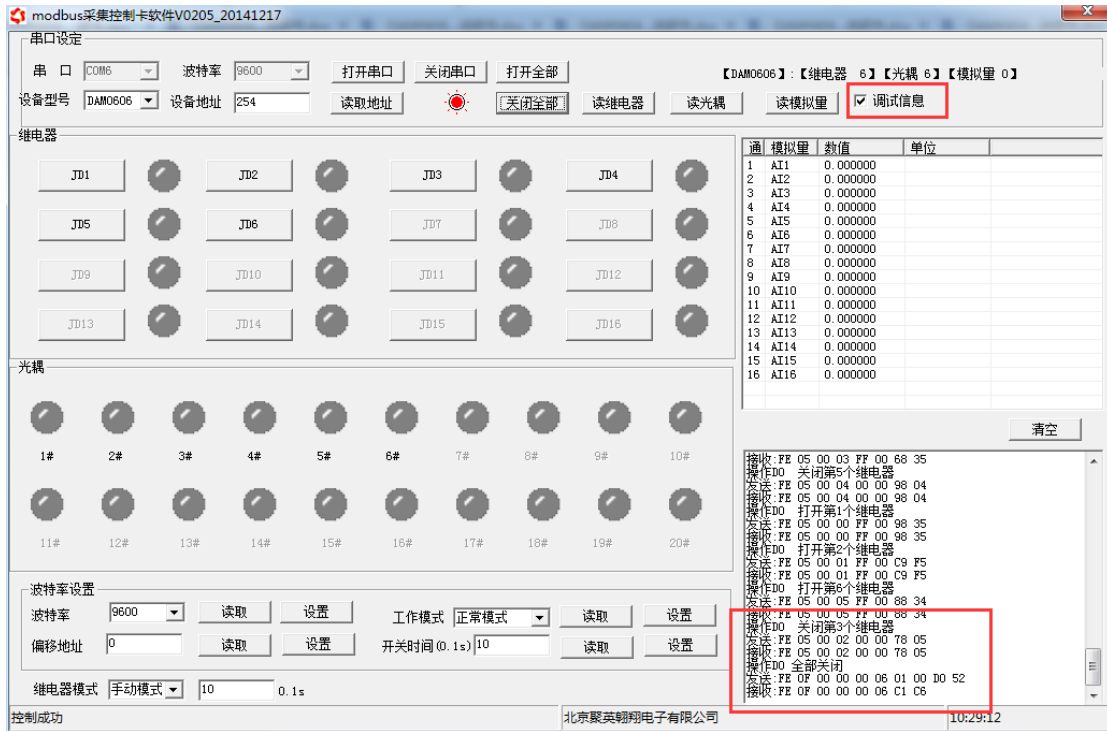 modbus采集控制卡软件V0205_20141217
串口设定
串 口 COM6 波特率 9600 打开串口 关闭串口 打开全部 【DAM0606】:【继电器 6】【光耦 6】【模拟量 0】
设备型号 DAM0606 设备地址 254 读取地址 关闭全部 读继电器 读光耦 读模拟量 调试信息
继电器
JD1 JD2 JD3 JD4
JD5 JD6 JD7 JD8
JD9 JD10 JD11 JD12
JD13 JD14 JD15 JD16
通 模拟量 数值 单位
1 AI1 0.000000
2 AI2 0.000000
3 AI3 0.000000
4 AI4 0.000000
5 AI5 0.000000
6 AI6 0.000000
7 AI7 0.000000
8 AI8 0.000000
9 AI9 0.000000
10 AI10 0.000000
11 AI11 0.000000
12 AI12 0.000000
13 AI13 0.000000
14 AI14 0.000000
15 AI15 0.000000
16 AI16 0.000000
光耦
1# 2# 3# 4# 5# 6# 7# 8# 9# 10#
11# 12# 13# 14# 15# 16# 17# 18# 19# 20#
清空
接收:FE 05 00 03 FF 00 68 35
操作DO 关闭第5个继电器
发送:FE 05 00 04 00 00 98 04
接收:FE 05 00 04 00 00 98 04
操作DO 打开第1个继电器
发送:FE 05 00 00 FF 00 98 35
接收:FE 05 00 00 FF 00 98 35
操作DO 打开第2个继电器
发送:FE 05 00 01 FF 00 C9 F5
接收:FE 05 00 01 FF 00 C9 F5
操作DO 打开第6个继电器
发送:FE 05 00 05 FF 00 88 34
接收:FE 05 00 05 FF 00 88 34
操作DO 关闭第3个继电器
发送:FE 05 00 02 00 00 78 05
接收:FE 05 00 02 00 00 78 05
操作DO 全部关闭
发送:FE 0F 00 00 00 06 01 00 D0 52
接收:FE 0F 00 00 00 06 C1 C6
波特率设置
波特率 9600 读取 设置 工作模式 正常模式 读取 设置
偏移地址 0 读取 设置 开关时间(0.1s) 10 读取 设置
继电器模式 手动模式 10 0.1s
控制成功 北京聚英翱翔电子有限公司 10:29:12